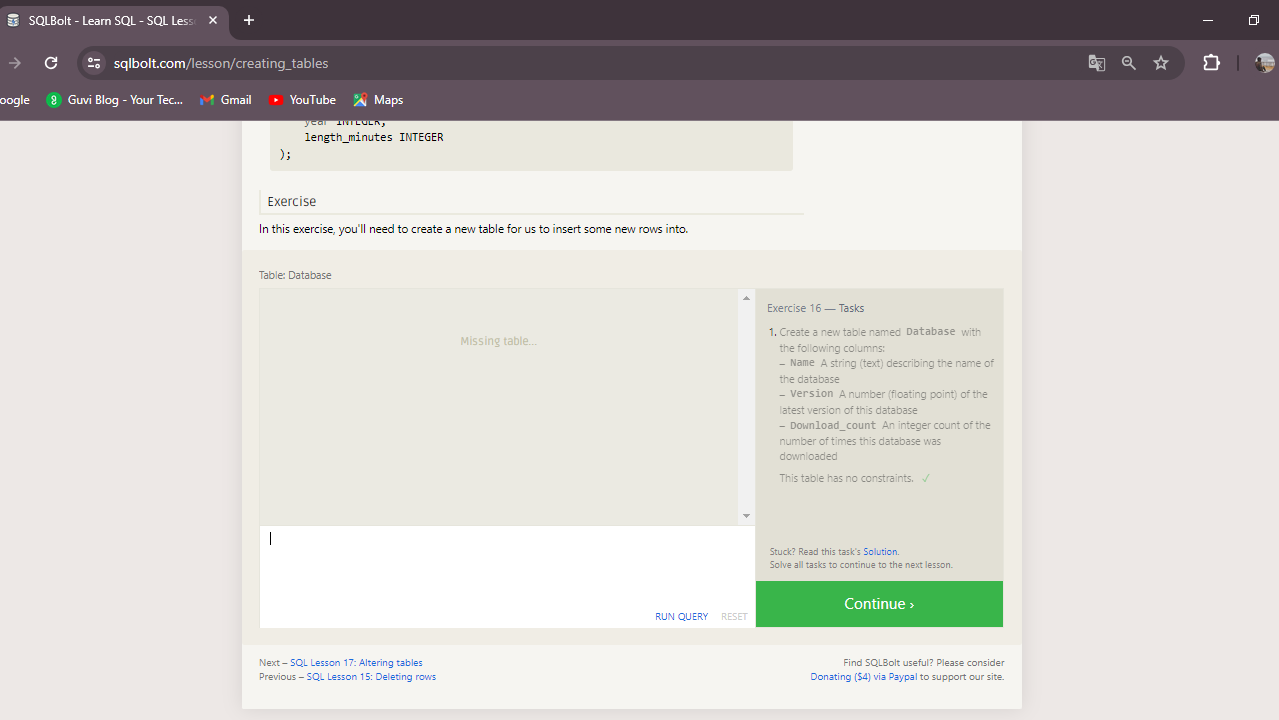 SQLBolt - Learn SQL - SQL Less
sqlbolt.com/lesson/creating_tables
oogle
Guvi Blog - Your Tec...
Gmail
YouTube
Maps
year INTEGER,
length_minutes INTEGER
);
Exercise
In this exercise, you'll need to create a new table for us to insert some new rows into.
Table: Database
Missing table...
RUN QUERY
RESET
Exercise 16 — Tasks
1. Create a new table named Database with
the following columns:
– Name A string (text) describing the name of
the database
– Version A number (floating point) of the
latest version of this database
– Download_count An integer count of the
number of times this database was
downloaded
This table has no constraints. ✓
Stuck? Read this task's Solution.
Solve all tasks to continue to the next lesson.
Continue ›
Next – SQL Lesson 17: Altering tables
Previous – SQL Lesson 15: Deleting rows
Find SQLBolt useful? Please consider
Donating ($4) via Paypal to support our site.